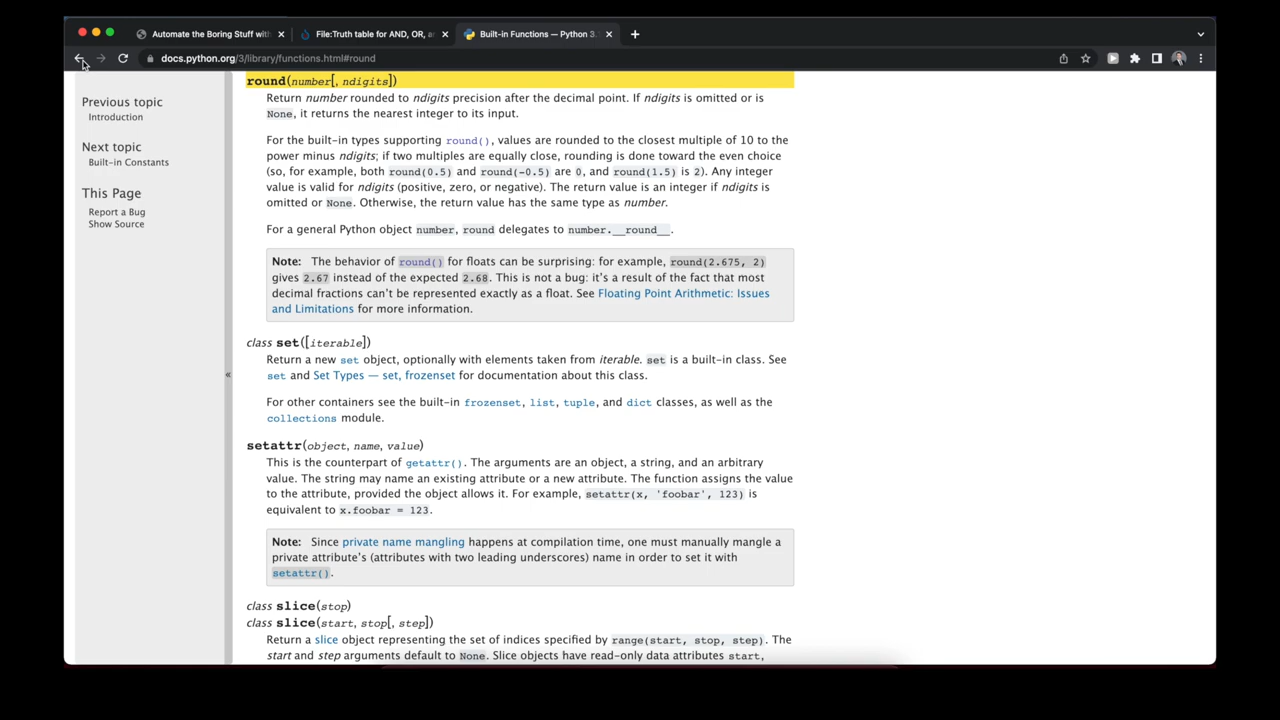 Automate the Boring Stuff with
File:Truth table for AND, OR, a
Built-in Functions — Python 3.
docs.python.org/3/library/functions.html#round
Previous topic
Introduction
Next topic
Built-in Constants
This Page
Report a Bug
Show Source
«
round(number[, ndigits])
Return number rounded to ndigits precision after the decimal point. If ndigits is omitted or is
None, it returns the nearest integer to its input.
For the built-in types supporting round(), values are rounded to the closest multiple of 10 to the
power minus ndigits; if two multiples are equally close, rounding is done toward the even choice
(so, for example, both round(0.5) and round(-0.5) are 0, and round(1.5) is 2). Any integer
value is valid for ndigits (positive, zero, or negative). The return value is an integer if ndigits is
omitted or None. Otherwise, the return value has the same type as number.
For a general Python object number, round delegates to number.__round__.
Note: The behavior of round() for floats can be surprising: for example, round(2.675, 2)
gives 2.67 instead of the expected 2.68. This is not a bug: it's a result of the fact that most
decimal fractions can't be represented exactly as a float. See Floating Point Arithmetic: Issues
and Limitations for more information.
class set([iterable])
Return a new set object, optionally with elements taken from iterable. set is a built-in class. See
set and Set Types — set, frozenset for documentation about this class.
For other containers see the built-in frozenset, list, tuple, and dict classes, as well as the
collections module.
setattr(object, name, value)
This is the counterpart of getattr(). The arguments are an object, a string, and an arbitrary
value. The string may name an existing attribute or a new attribute. The function assigns the value
to the attribute, provided the object allows it. For example, setattr(x, 'foobar', 123) is
equivalent to x.foobar = 123.
Note: Since private name mangling happens at compilation time, one must manually mangle a
private attribute's (attributes with two leading underscores) name in order to set it with
setattr().
class slice(stop)
class slice(start, stop[, step])
Return a slice object representing the set of indices specified by range(start, stop, step). The
start and step arguments default to None. Slice objects have read-only data attributes start,